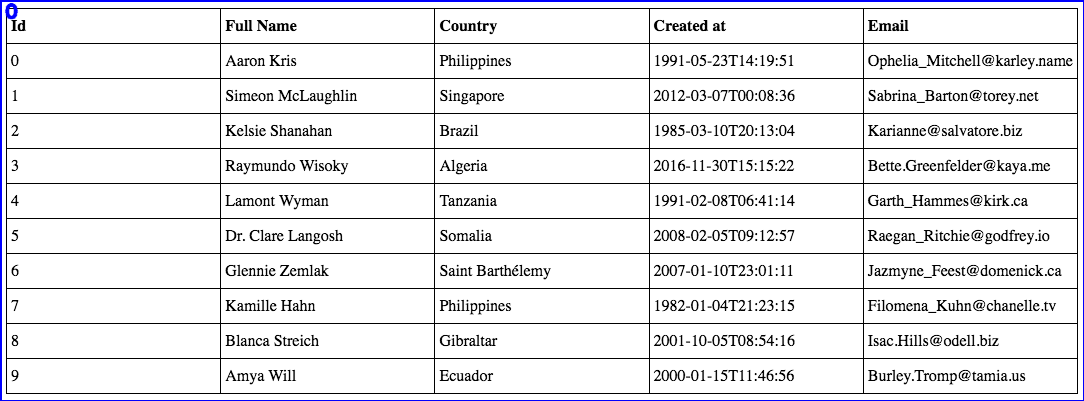 0
Id Full Name Country Created at Email
0 Aaron Kris Philippines 1991-05-23T14:19:51 Ophelia_Mitchell@karley.name
1 Simeon McLaughlin Singapore 2012-03-07T00:08:36 Sabrina_Barton@torey.net
2 Kelsie Shanahan Brazil 1985-03-10T20:13:04 Karianne@salvatore.biz
3 Raymundo Wisoky Algeria 2016-11-30T15:15:22 Bette.Greenfelder@kaya.me
4 Lamont Wyman Tanzania 1991-02-08T06:41:14 Garth_Hammes@kirk.ca
5 Dr. Clare Langosh Somalia 2008-02-05T09:12:57 Raegan_Ritchie@godfrey.io
6 Glennie Zemlak Saint Barthélemy 2007-01-10T23:01:11 Jazmyne_Feest@domenick.ca
7 Kamille Hahn Philippines 1982-01-04T21:23:15 Filomena_Kuhn@chanelle.tv
8 Blanca Streich Gibraltar 2001-10-05T08:54:16 Isac.Hills@odell.biz
9 Amya Will Ecuador 2000-01-15T11:46:56 Burley.Tromp@tamia.us